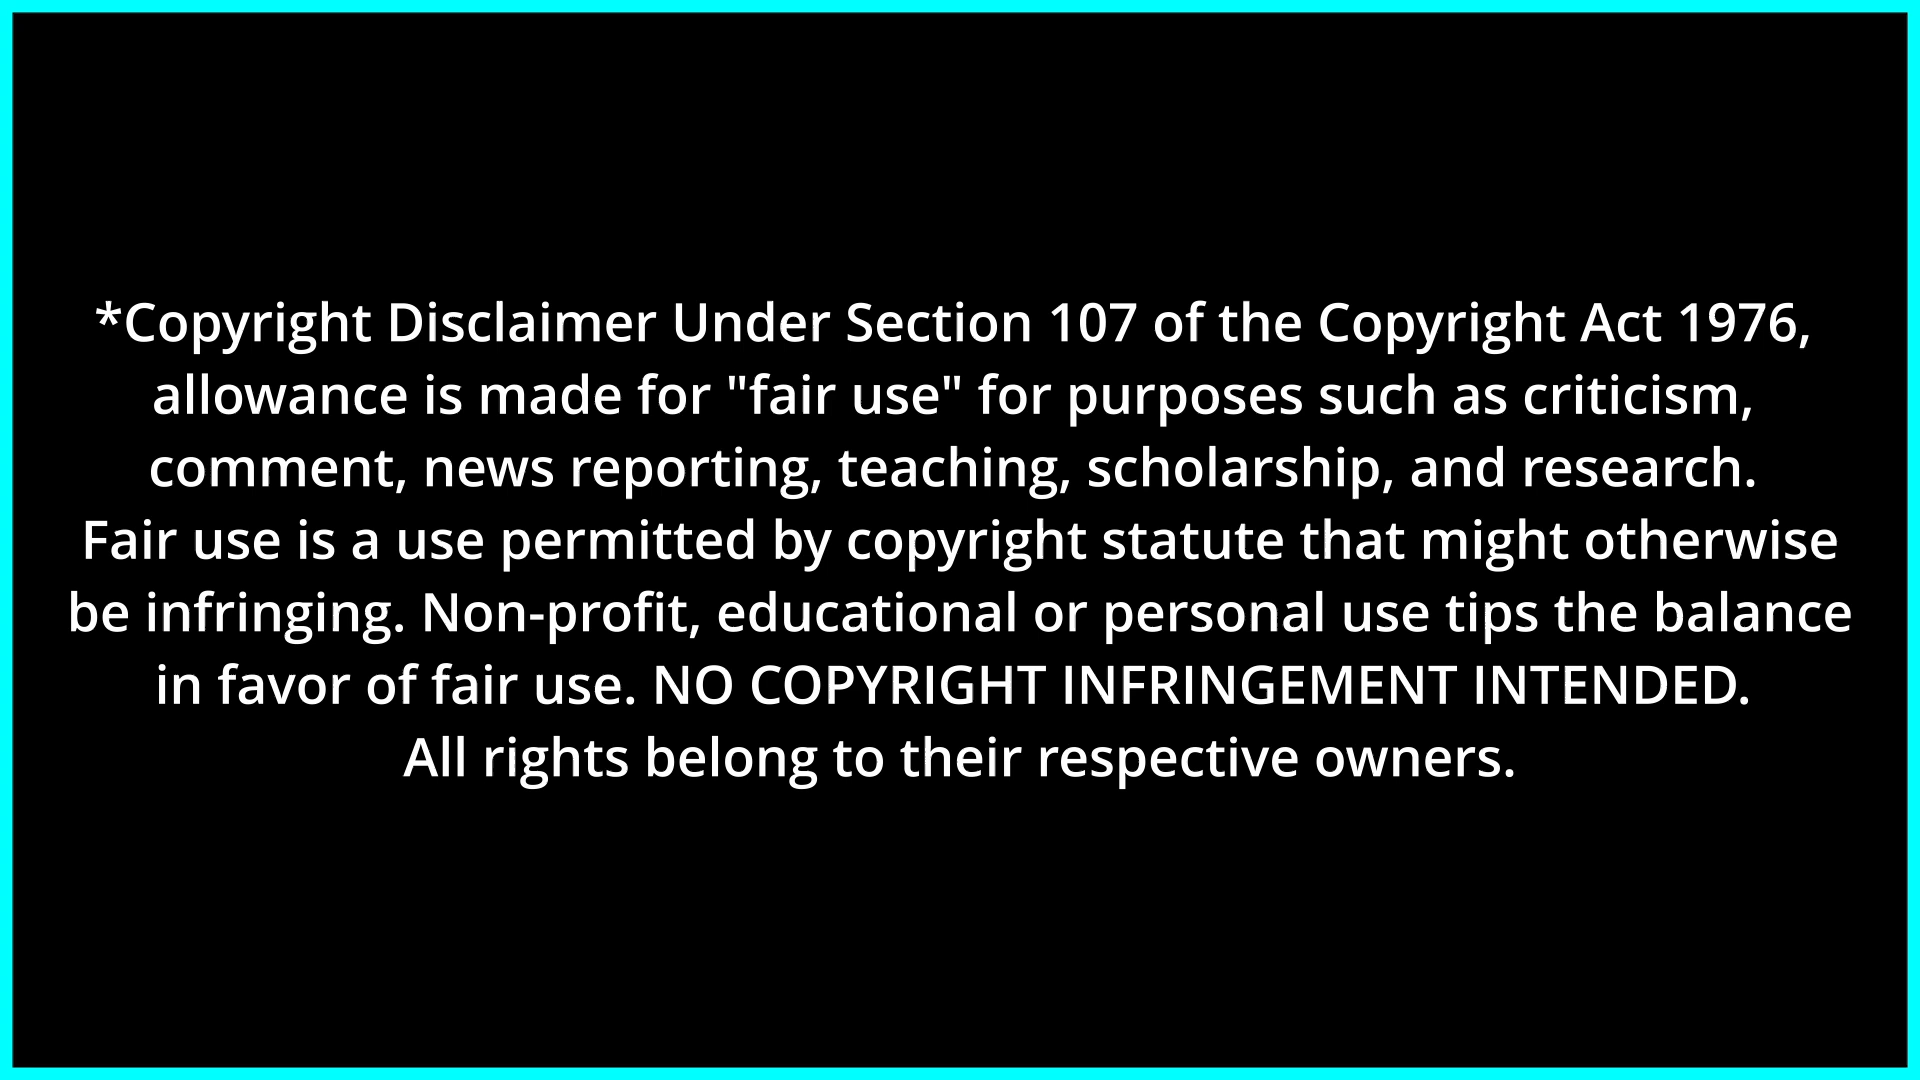 *Copyright Disclaimer Under Section 107 of the Copyright Act 1976,
allowance is made for "fair use" for purposes such as criticism,
comment, news reporting, teaching, scholarship, and research.
Fair use is a use permitted by copyright statute that might otherwise
be infringing. Non-profit, educational or personal use tips the balance
in favor of fair use. NO COPYRIGHT INFRINGEMENT INTENDED.
All rights belong to their respective owners.